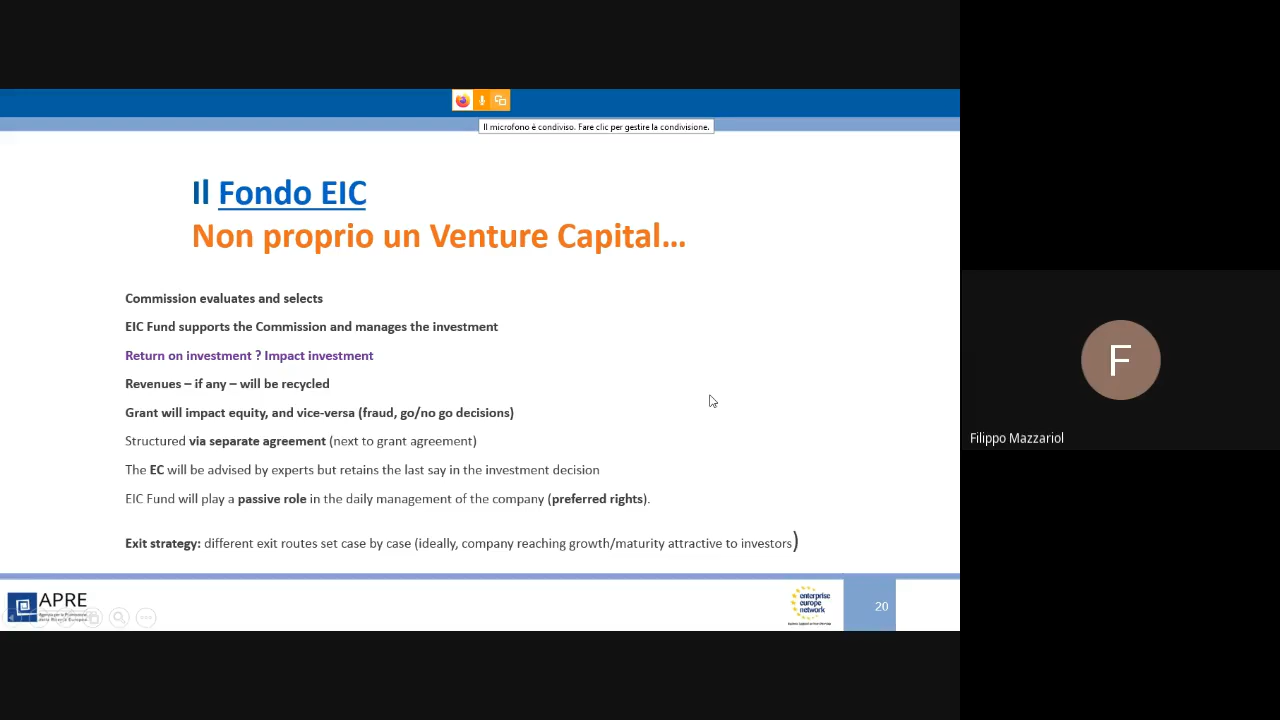 Il microfono è condiviso. Fare clic per gestire la condivisione.
Il Fondo EIC
Non proprio un Venture Capital...
Commission evaluates and selects
EIC Fund supports the Commission and manages the investment
Return on investment ? Impact investment
Revenues – if any – will be recycled
Grant will impact equity, and vice-versa (fraud, go/no go decisions)
Structured via separate agreement (next to grant agreement)
The EC will be advised by experts but retains the last say in the investment decision
EIC Fund will play a passive role in the daily management of the company (preferred rights).
Exit strategy: different exit routes set case by case (ideally, company reaching growth/maturity attractive to investors)
APRE
enterprise
europe
network
20
F
Filippo Mazzariol